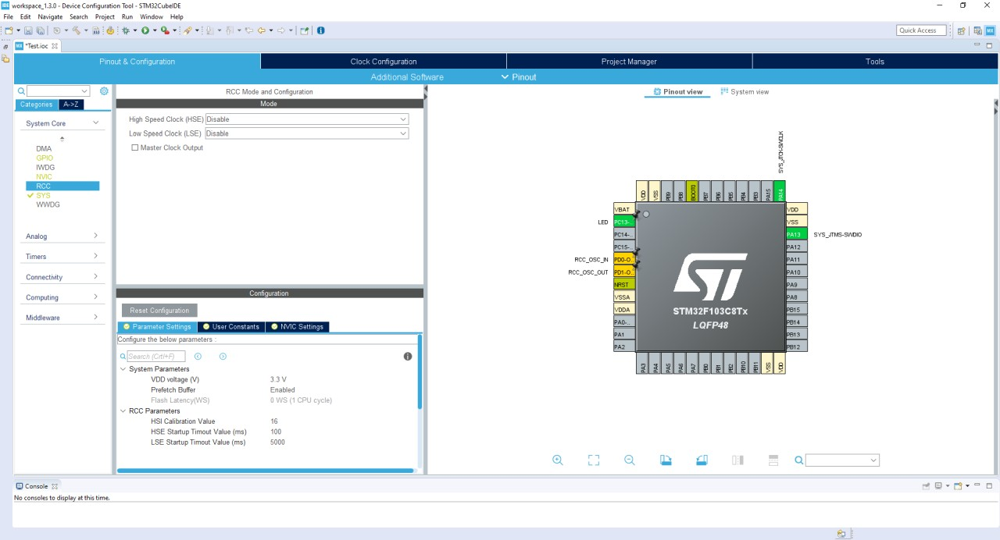 workspace_1.3.0 - Device Configuration Tool - STM32CubeIDE
File Edit Navigate Search Project Run Window Help
Quick Access
MX *Test.ioc
Pinout & Configuration Clock Configuration Project Manager Tools
Additional Software Pinout
Categories A->Z
System Core
DMA
GPIO
IWDG
NVIC
RCC
SYS
WWDG
Analog
Timers
Connectivity
Computing
Middleware
RCC Mode and Configuration
Mode
High Speed Clock (HSE) Disable
Low Speed Clock (LSE) Disable
Master Clock Output
Configuration
Reset Configuration
Parameter Settings User Constants NVIC Settings
Configure the below parameters :
Search (Crtl+F)
System Parameters
VDD voltage (V) 3.3 V
Prefetch Buffer Enabled
Flash Latency(WS) 0 WS (1 CPU cycle)
RCC Parameters
HSI Calibration Value 16
HSE Startup Timout Value (ms) 100
LSE Startup Timout Value (ms) 5000
Pinout view System view
SYS_JTCK-SWCLK
VDD VSS PB9 PB8 BOOT0 PB7 PB6 PB5 PB4 PB3 PA15 PA14
VBAT VDD
LED PC13-.. VSS
PC14-.. PA13 SYS_JTMS-SWDIO
PC15-.. PA12
RCC_OSC_IN PD0-O.. PA11
RCC_OSC_OUT PD1-O.. PA10
NRST PA9
VSSA PA8
VDDA PB15
PA0-.. PB14
PA1 PB13
PA2 PB12
ST
STM32F103C8Tx
LQFP48
PA3 PA4 PA5 PA6 PA7 PB0 PB1 PB2 PB10 PB11 VSS VDD
Console
No consoles to display at this time.